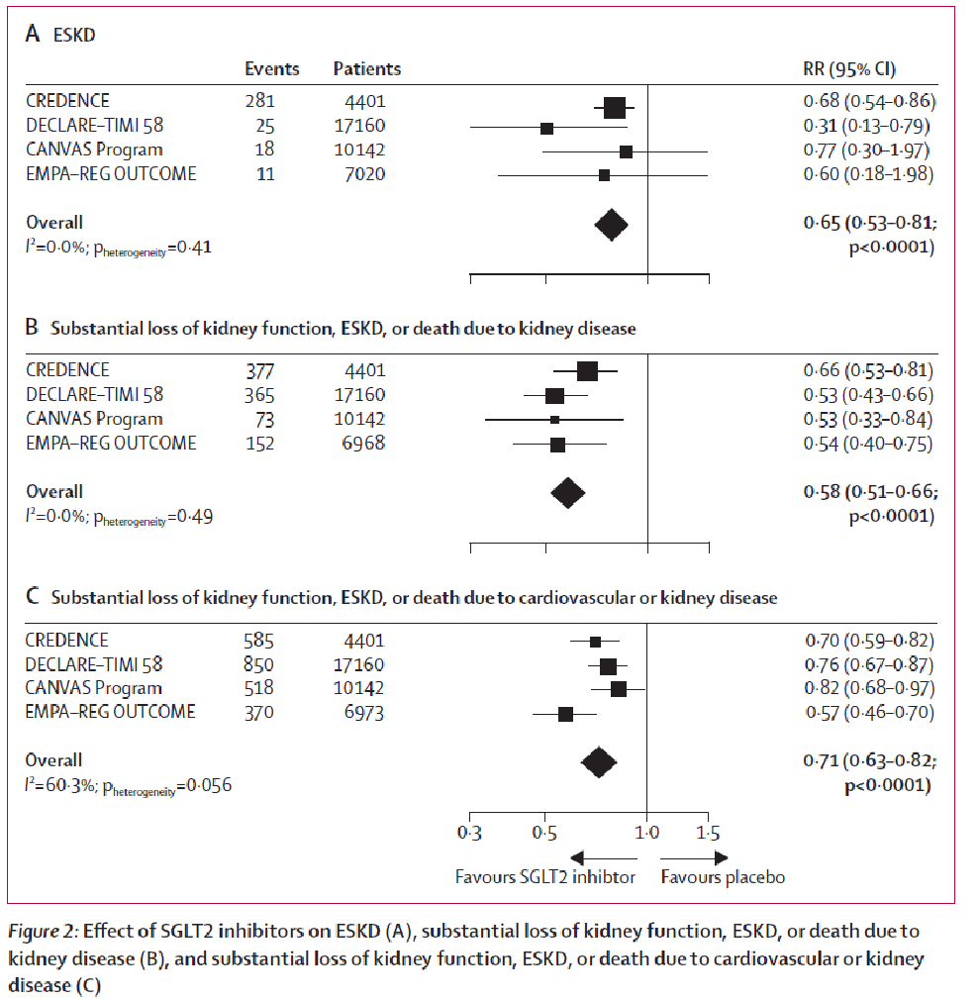 A ESKD
Events Patients RR (95% CI)
CREDENCE 281 4401 0·68 (0·54–0·86)
DECLARE–TIMI 58 25 17160 0·31 (0·13–0·79)
CANVAS Program 18 10142 0·77 (0·30–1·97)
EMPA–REG OUTCOME 11 7020 0·60 (0·18–1·98)
Overall 0·65 (0·53–0·81;
I²=0·0%; pheterogeneity=0·41 p<0·0001)
B Substantial loss of kidney function, ESKD, or death due to kidney disease
CREDENCE 377 4401 0·66 (0·53–0·81)
DECLARE–TIMI 58 365 17160 0·53 (0·43–0·66)
CANVAS Program 73 10142 0·53 (0·33–0·84)
EMPA–REG OUTCOME 152 6968 0·54 (0·40–0·75)
Overall 0·58 (0·51–0·66;
I²=0·0%; pheterogeneity=0·49 p<0·0001)
C Substantial loss of kidney function, ESKD, or death due to cardiovascular or kidney disease
CREDENCE 585 4401 0·70 (0·59–0·82)
DECLARE–TIMI 58 850 17160 0·76 (0·67–0·87)
CANVAS Program 518 10142 0·82 (0·68–0·97)
EMPA–REG OUTCOME 370 6973 0·57 (0·46–0·70)
Overall 0·71 (0·63–0·82;
I²=60·3%; pheterogeneity=0·056 p<0·0001)
0·3 0·5 1·0 1·5
Favours SGLT2 inhibtor Favours placebo
Figure 2: Effect of SGLT2 inhibitors on ESKD (A), substantial loss of kidney function, ESKD, or death due to
kidney disease (B), and substantial loss of kidney function, ESKD, or death due to cardiovascular or kidney
disease (C)